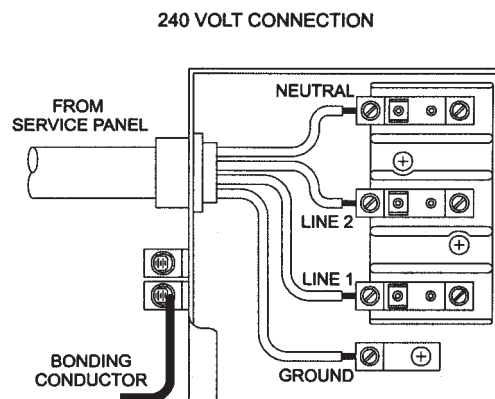 240 VOLT CONNECTION
NEUTRAL
FROM
SERVICE PANEL
LINE 2
LINE 1
BONDING
CONDUCTOR
GROUND